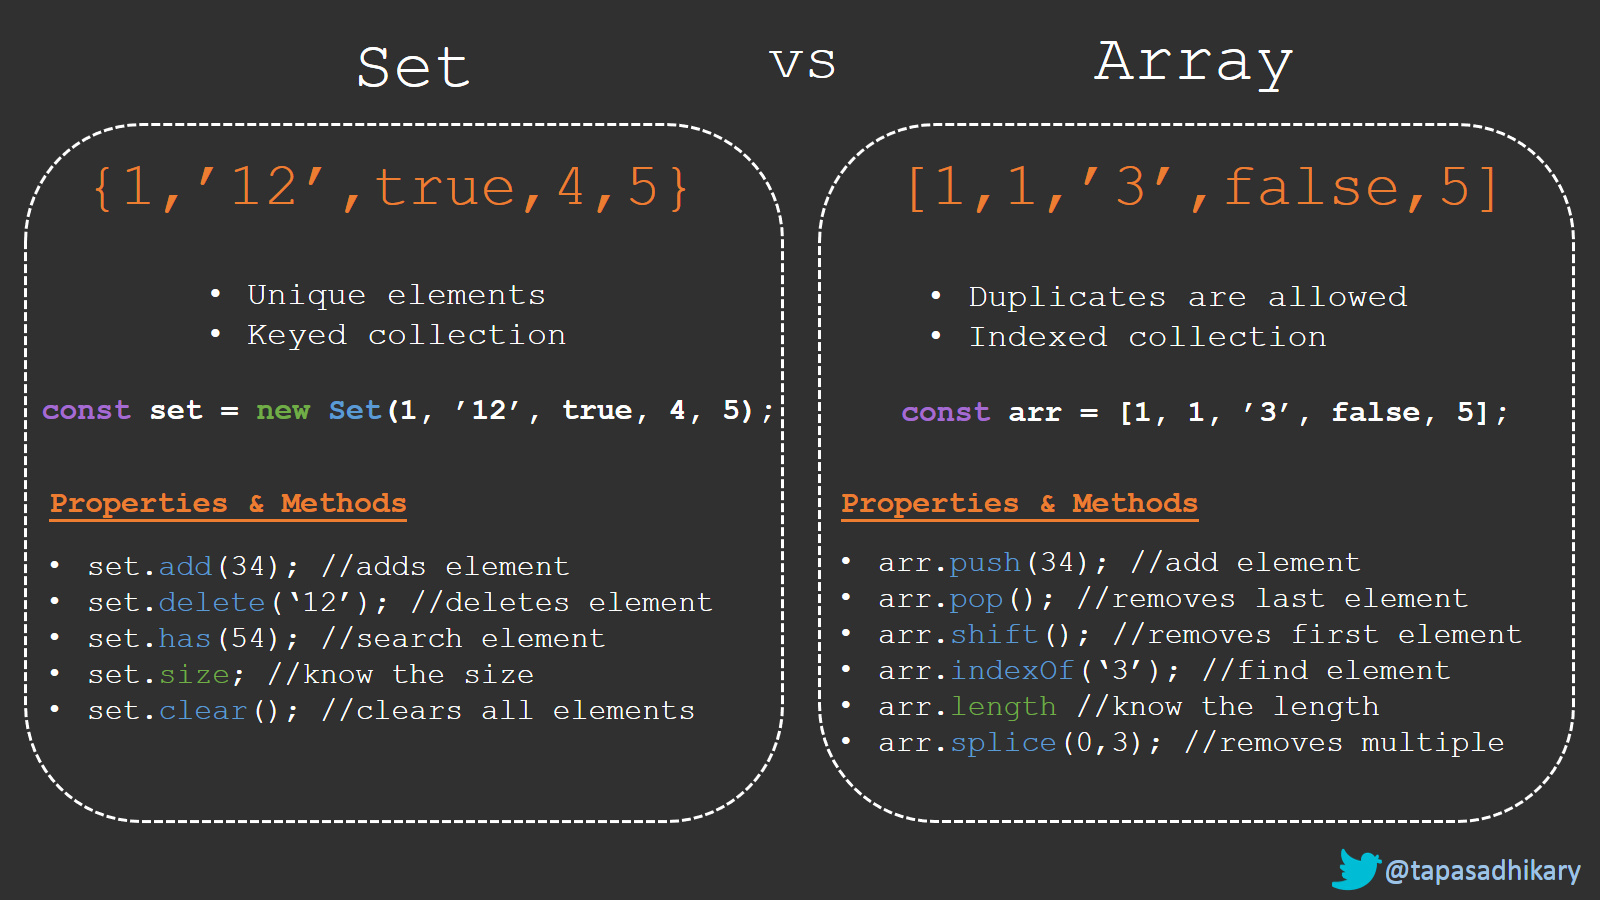 Set vs Array
{1,’12’,true,4,5}
• Unique elements
• Keyed collection
const set = new Set(1, ’12’, true, 4, 5);
Properties & Methods
• set.add(34); //adds element
• set.delete(‘12’); //deletes element
• set.has(54); //search element
• set.size; //know the size
• set.clear(); //clears all elements
[1,1,’3’,false,5]
• Duplicates are allowed
• Indexed collection
const arr = [1, 1, ’3’, false, 5];
Properties & Methods
• arr.push(34); //add element
• arr.pop(); //removes last element
• arr.shift(); //removes first element
• arr.indexOf(‘3’); //find element
• arr.length //know the length
• arr.splice(0,3); //removes multiple
@tapasadhikary